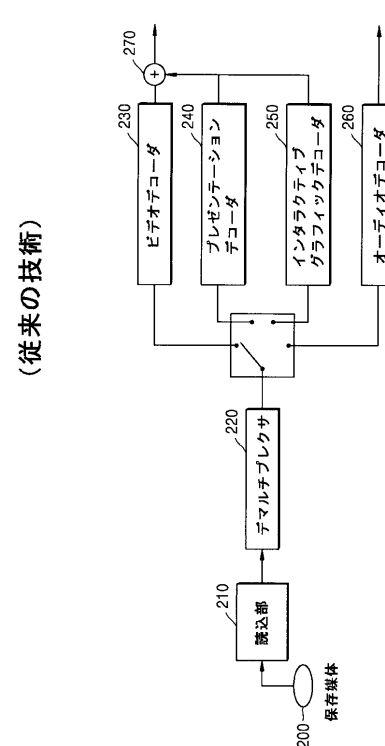 (従来の技術)
200
保存媒体
210
読込部
220
デマルチプレクサ
230
ビデオデコーダ
240
プレゼンテーション
デコーダ
250
インタラクティブ
グラフィックデコーダ
260
オーディオデコーダ
270
+